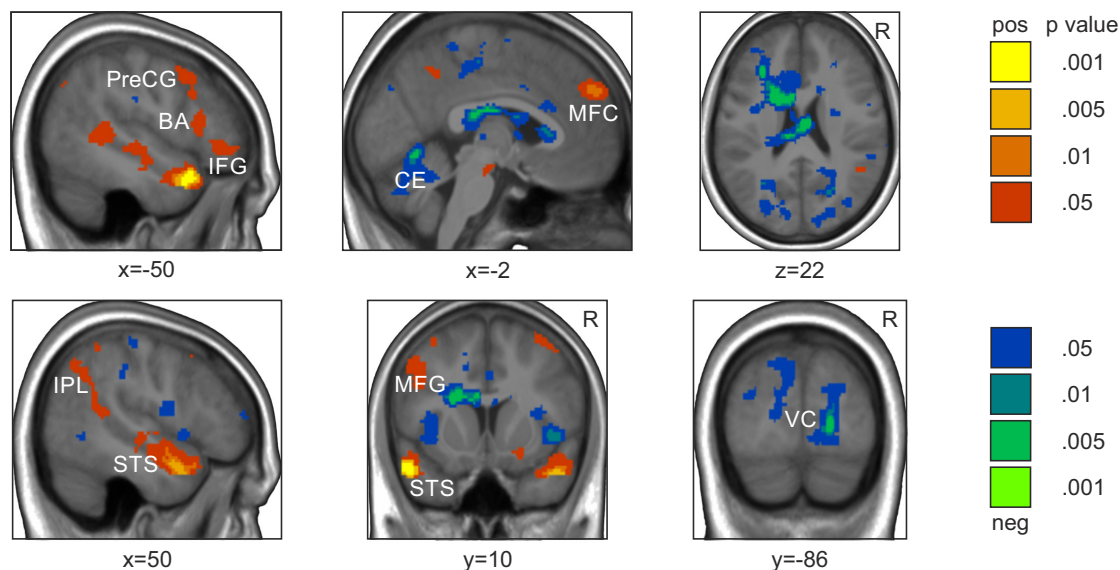 PreCG
BA
IFG
x=-50
MFC
CE
x=-2
R
z=22
pos p value
.001
.005
.01
.05
IPL
STS
x=50
R
MFG
STS
y=10
R
VC
y=-86
.05
.01
.005
.001
neg